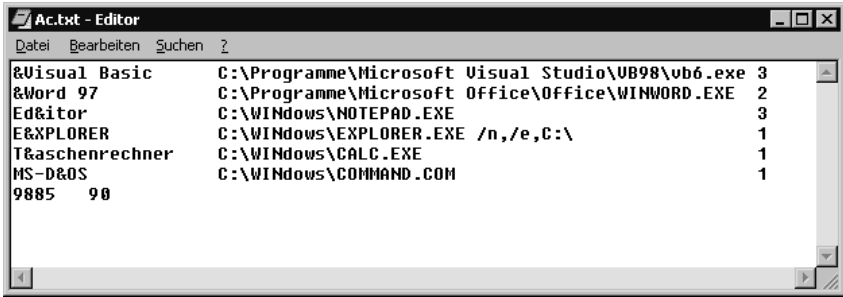 Ac.txt - Editor
Datei Bearbeiten Suchen ?
&Visual Basic C:\Programme\Microsoft Visual Studio\VB98\vb6.exe 3
&Word 97 C:\Programme\Microsoft Office\Office\WINWORD.EXE 2
Ed&itor C:\WINdows\NOTEPAD.EXE 3
E&XPLORER C:\WINdows\EXPLORER.EXE /n,/e,C:\ 1
T&aschenrechner C:\WINdows\CALC.EXE 1
MS-D&OS C:\WINdows\COMMAND.COM 1
9885 90